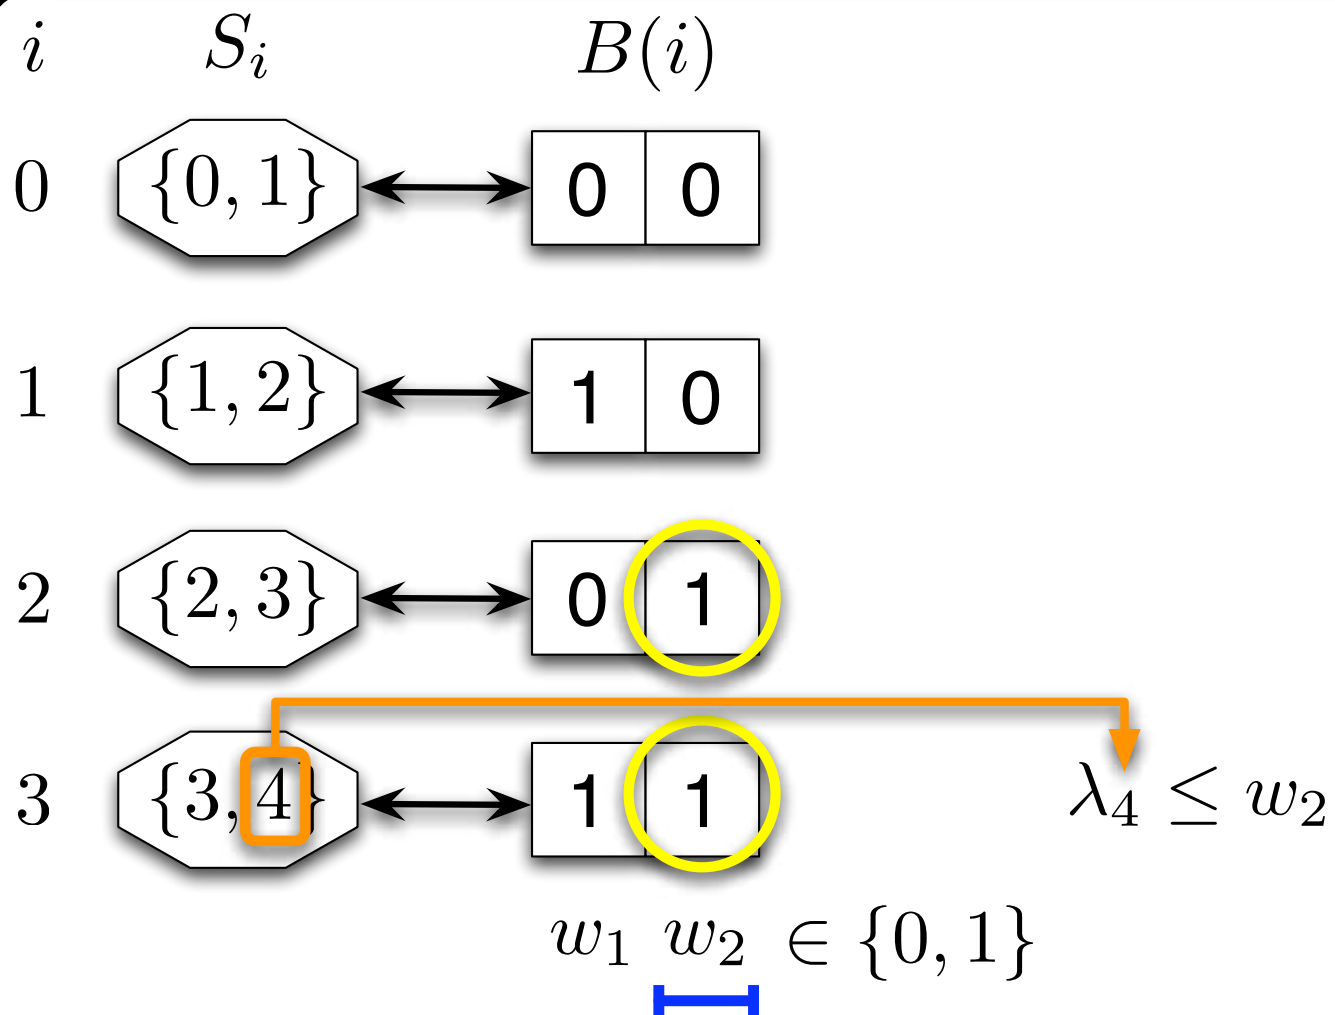 i S_i B(i)
0 {0, 1} 0 0
1 {1, 2} 1 0
2 {2, 3} 0 1
3 {3, 4} 1 1 λ_4 ≤ w_2
w_1 w_2 ∈ {0, 1}